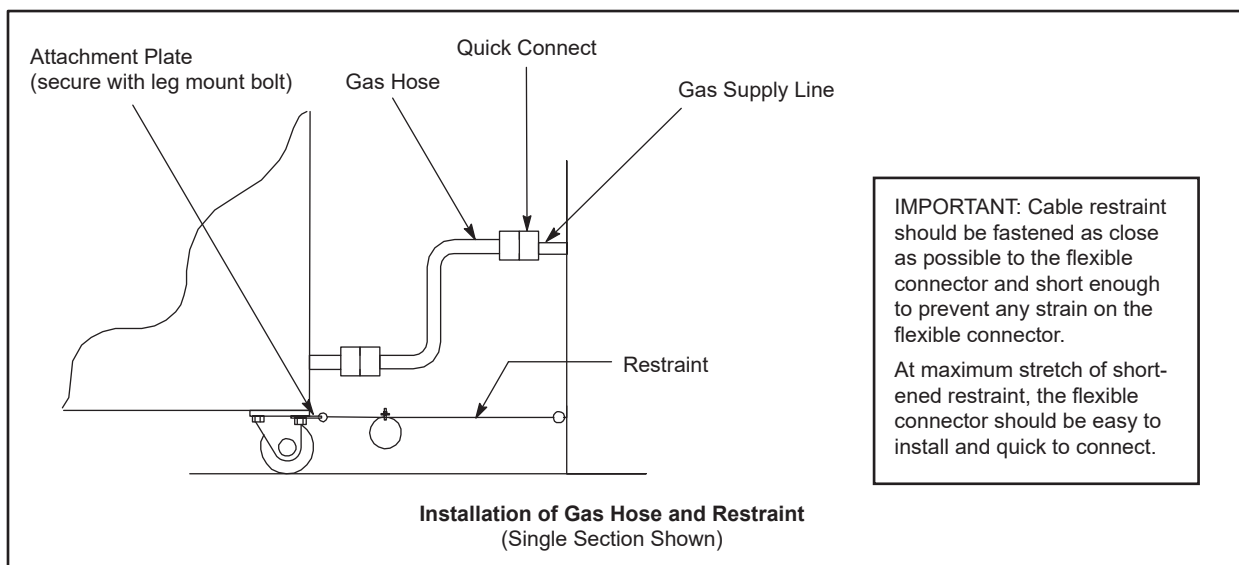 Attachment Plate
(secure with leg mount bolt)
Gas Hose
Quick Connect
Gas Supply Line
Restraint
IMPORTANT: Cable restraint
should be fastened as close
as possible to the flexible
connector and short enough
to prevent any strain on the
flexible connector.
At maximum stretch of short-
ened restraint, the flexible
connector should be easy to
install and quick to connect.
Installation of Gas Hose and Restraint
(Single Section Shown)